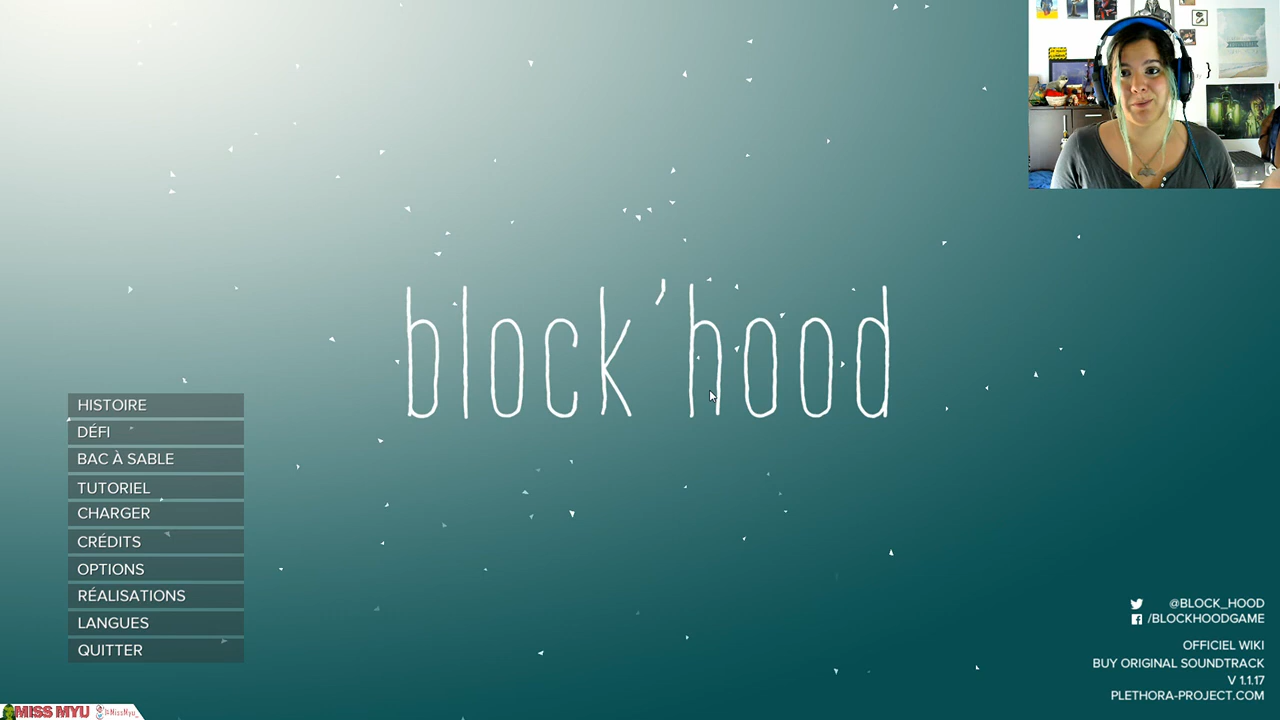 block'hood
HISTOIRE
DÉFI
BAC À SABLE
TUTORIEL
CHARGER
CRÉDITS
OPTIONS
RÉALISATIONS
LANGUES
QUITTER
@BLOCK_HOOD
/BLOCKHOODGAME
OFFICIEL WIKI
BUY ORIGINAL SOUNDTRACK
V 1.1.17
PLETHORA-PROJECT.COM
MISS MYU